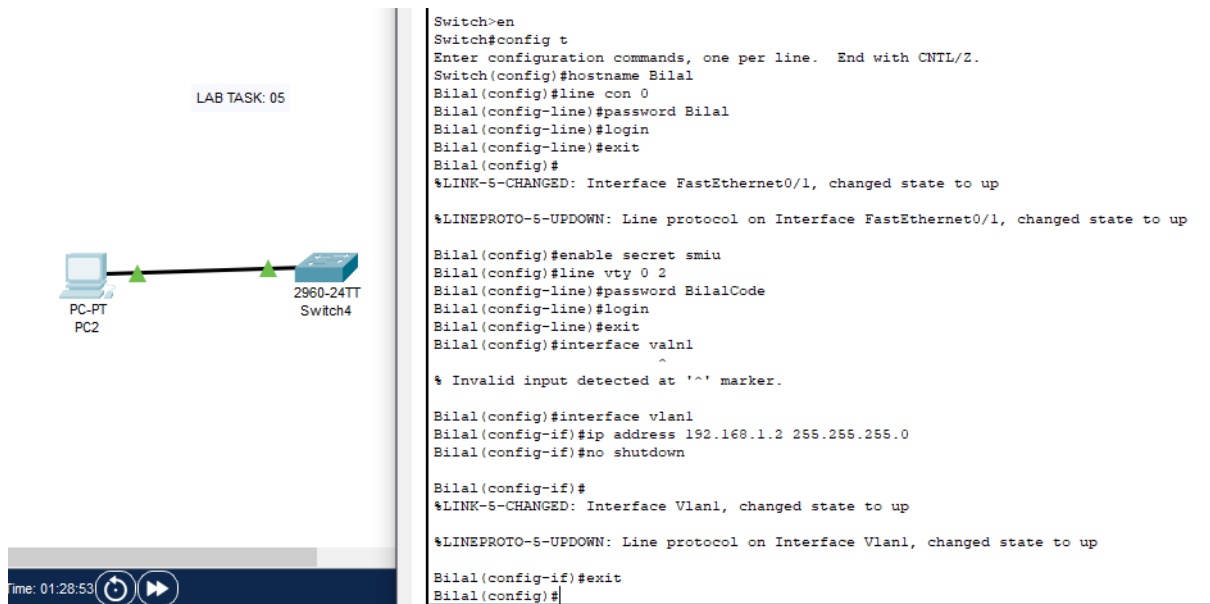 LAB TASK: 05
PC-PT
PC2
2960-24TT
Switch4
Time: 01:28:53
Switch>en
Switch#config t
Enter configuration commands, one per line.  End with CNTL/Z.
Switch(config)#hostname Bilal
Bilal(config)#line con 0
Bilal(config-line)#password Bilal
Bilal(config-line)#login
Bilal(config-line)#exit
Bilal(config)#
%LINK-5-CHANGED: Interface FastEthernet0/1, changed state to up
%LINEPROTO-5-UPDOWN: Line protocol on Interface FastEthernet0/1, changed state to up
Bilal(config)#enable secret smiu
Bilal(config)#line vty 0 2
Bilal(config-line)#password BilalCode
Bilal(config-line)#login
Bilal(config-line)#exit
Bilal(config)#interface valn1
^
% Invalid input detected at '^' marker.
Bilal(config)#interface vlan1
Bilal(config-if)#ip address 192.168.1.2 255.255.255.0
Bilal(config-if)#no shutdown
Bilal(config-if)#
%LINK-5-CHANGED: Interface Vlan1, changed state to up
%LINEPROTO-5-UPDOWN: Line protocol on Interface Vlan1, changed state to up
Bilal(config-if)#exit
Bilal(config)#